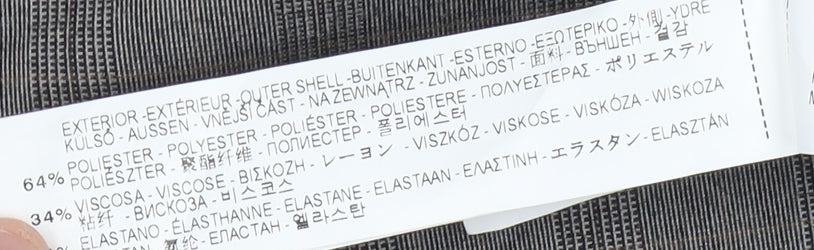 EXTERIOR - EXTÉRIEUR - OUTER SHELL - BUITENKANT - ESTERNO - ΕΞΩΤΕΡΙΚΟ - 外側 - YDRE
KÜLSŐ - AUSSEN - VNĚJŠÍ ČÁST - NA ZEWNĄTRZ - ZUNANJOST - 面料 - ВЪНШЕН - 겉감
64% POLIESTER - POLYESTER - POLIÉSTER - POLIESTERE - ΠΟΛΥΕΣΤΕΡΑΣ - ポリエステル
POLIÉSZTER - 聚酯纤维 - ПОЛИЕСТЕР - 폴리에스터
34% VISCOSA - VISCOSE - ΒΙΣΚΟΖΗ - レーヨン - VISZKÓZ - VISKOSE - VISKÓZA - WISKOZA
粘纤 - ВИСКОЗА - 비스코스
ELASTANO - ÉLASTHANNE - ELASTANE - ELASTAAN - ΕΛΑΣΤΙΝΗ - エラスタン - ELASZTÁN
ELASTAN - 氨纶 - ЕЛАСТАН - 엘라스탄